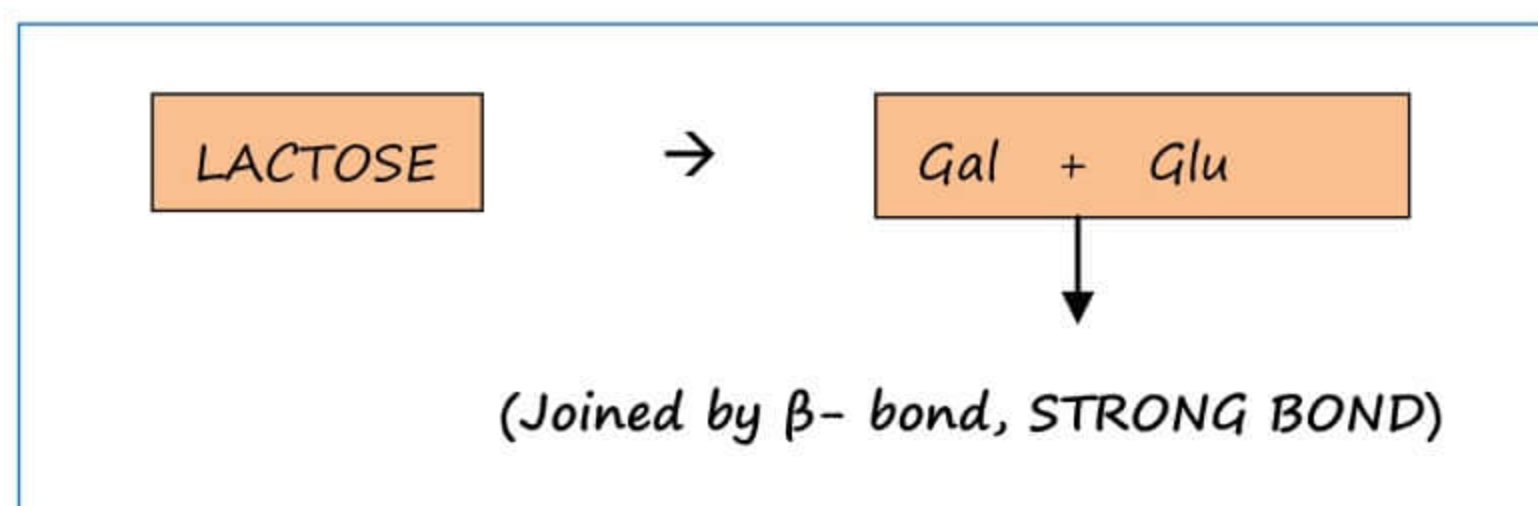 LACTOSE → Gal + Glu
(Joined by β- bond, STRONG BOND)